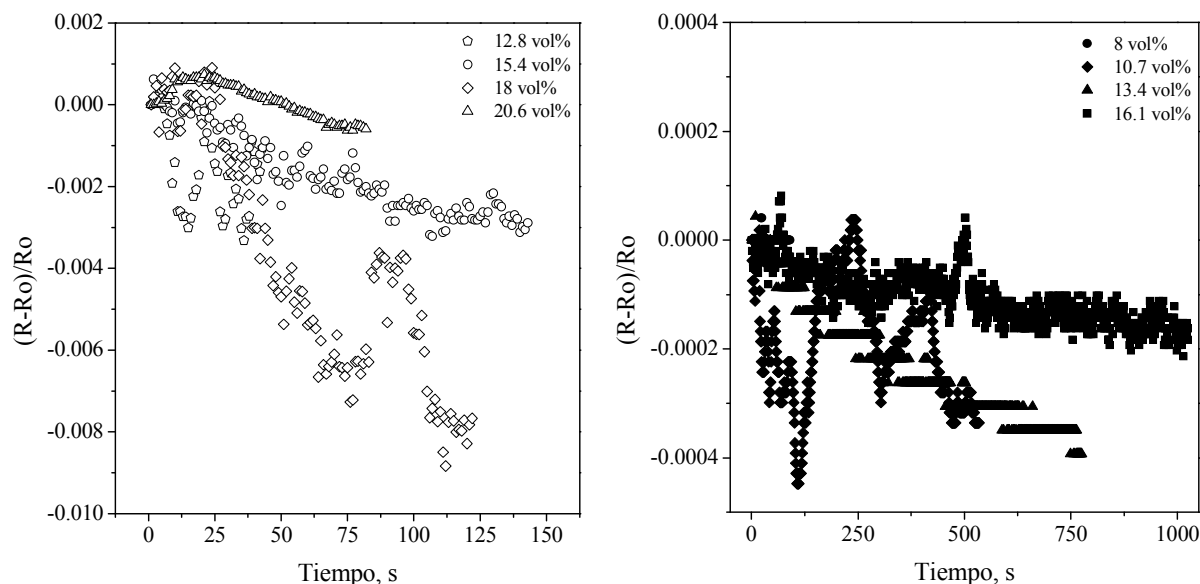 0.002
0.000
-0.002
-0.004
-0.006
-0.008
-0.010
(R-Ro)/Ro
12.8 vol%
15.4 vol%
18 vol%
20.6 vol%
0 25 50 75 100 125 150
Tiempo, s
0.0004
0.0002
0.0000
-0.0002
-0.0004
(R-Ro)/Ro
8 vol%
10.7 vol%
13.4 vol%
16.1 vol%
0 250 500 750 1000
Tiempo, s